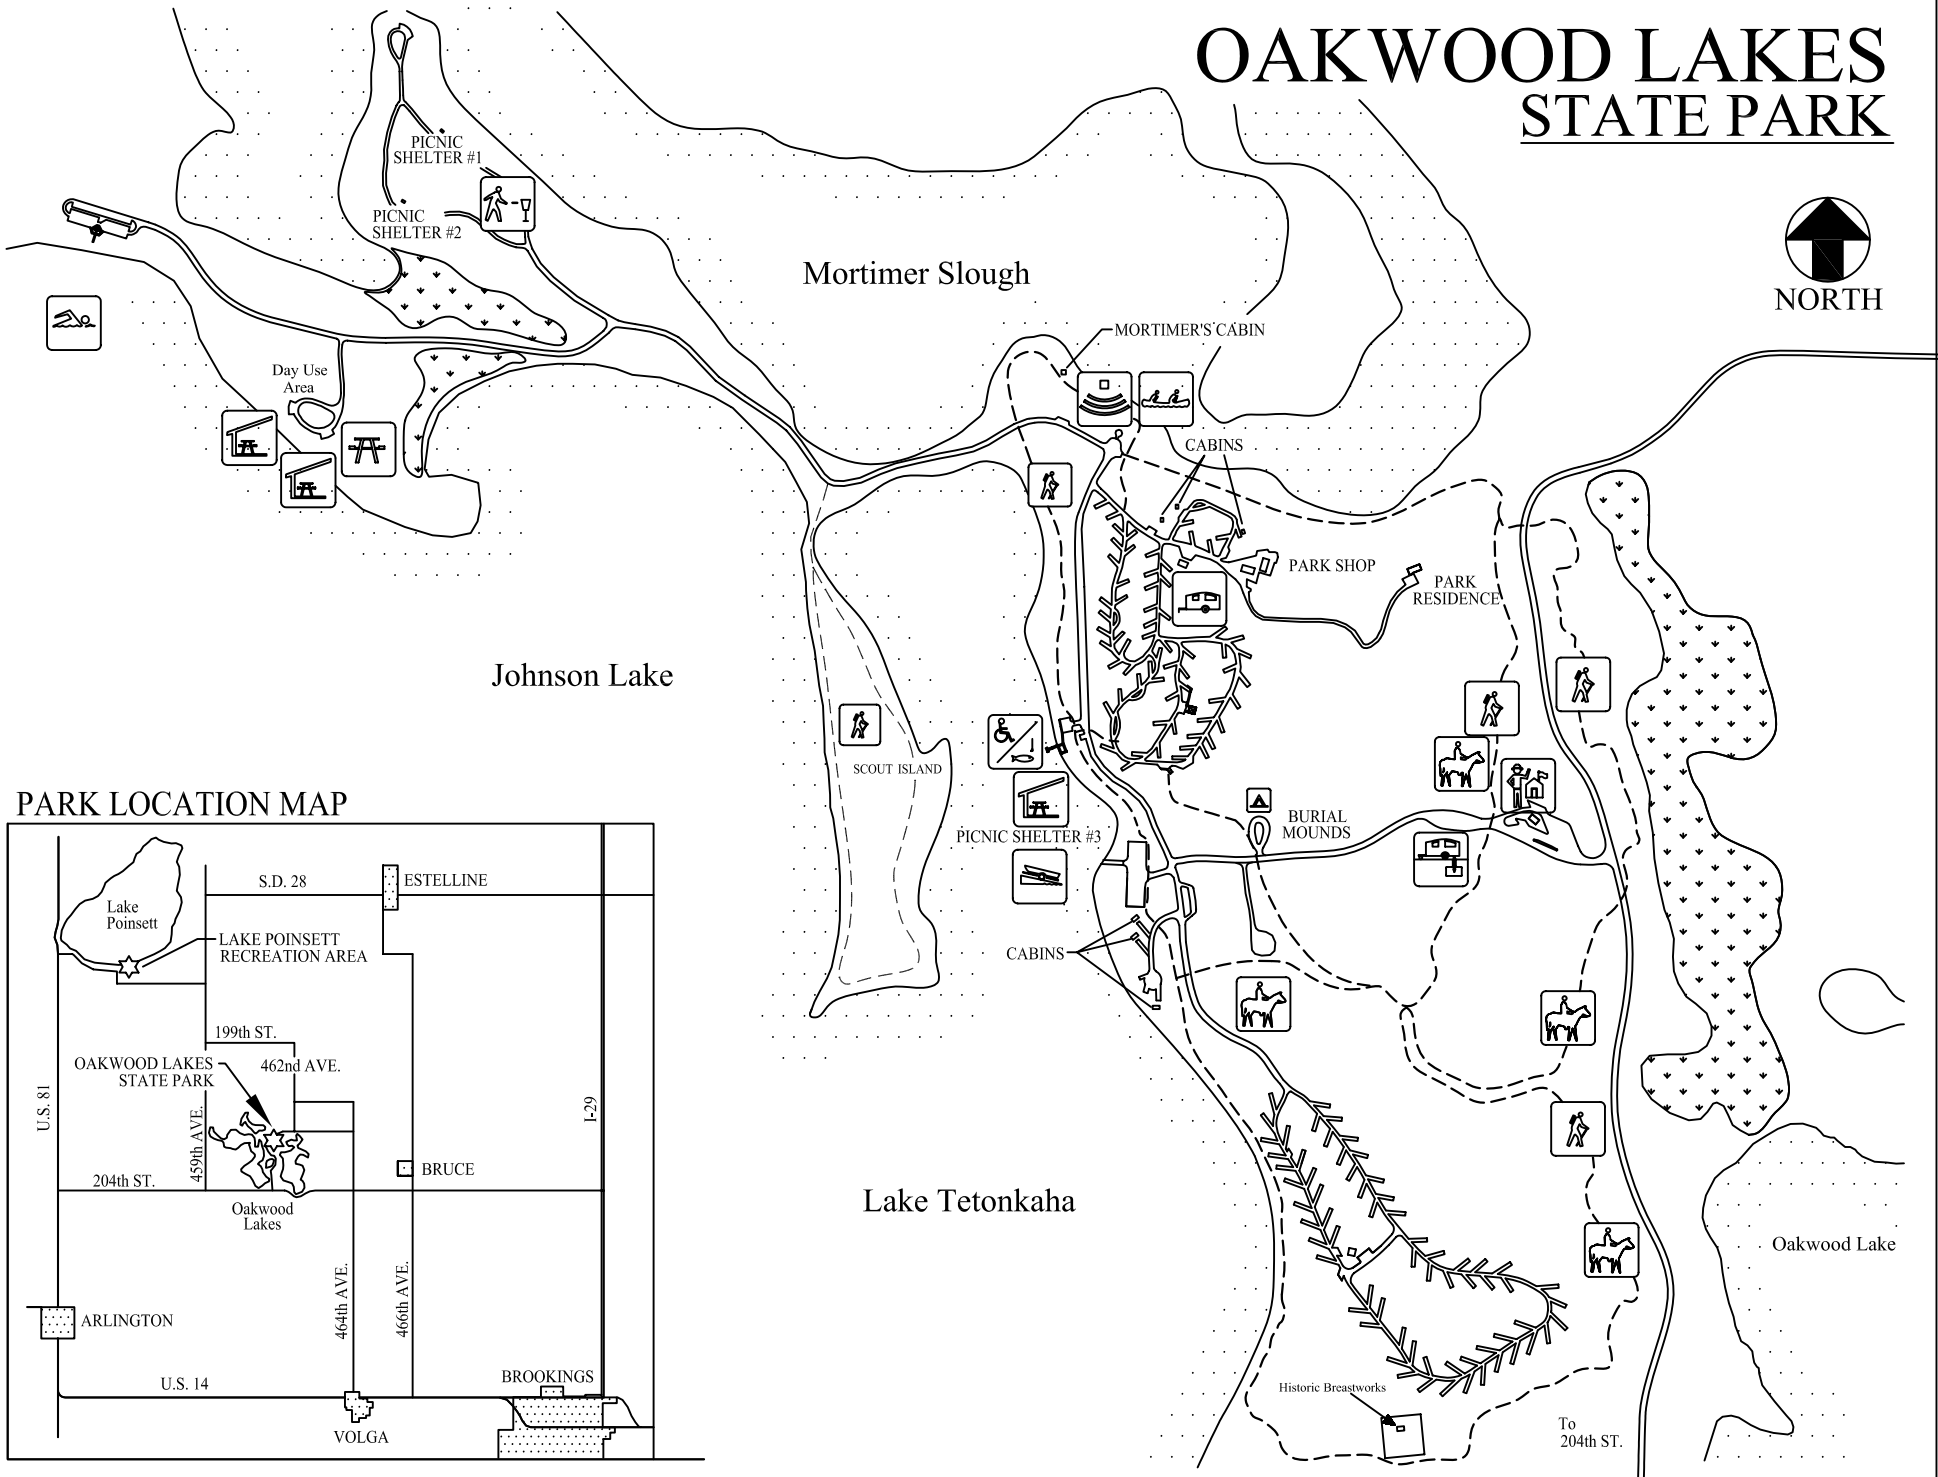 OAKWOOD LAKES
STATE PARK
NORTH
PICNIC
SHELTER #1
PICNIC
SHELTER #2
Mortimer Slough
MORTIMER'S CABIN
Day Use
Area
CABINS
PARK SHOP
PARK
RESIDENCE
Johnson Lake
SCOUT ISLAND
PICNIC SHELTER #3
BURIAL
MOUNDS
CABINS
Lake Tetonkaha
Oakwood Lake
Historic Breastworks
To
204th ST.
PARK LOCATION MAP
S.D. 28
ESTELLINE
Lake
Poinsett
LAKE POINSETT
RECREATION AREA
199th ST.
OAKWOOD LAKES
STATE PARK
462nd AVE.
U.S. 81
459th AVE.
I-29
204th ST.
BRUCE
Oakwood
Lakes
464th AVE.
466th AVE.
ARLINGTON
U.S. 14
BROOKINGS
VOLGA